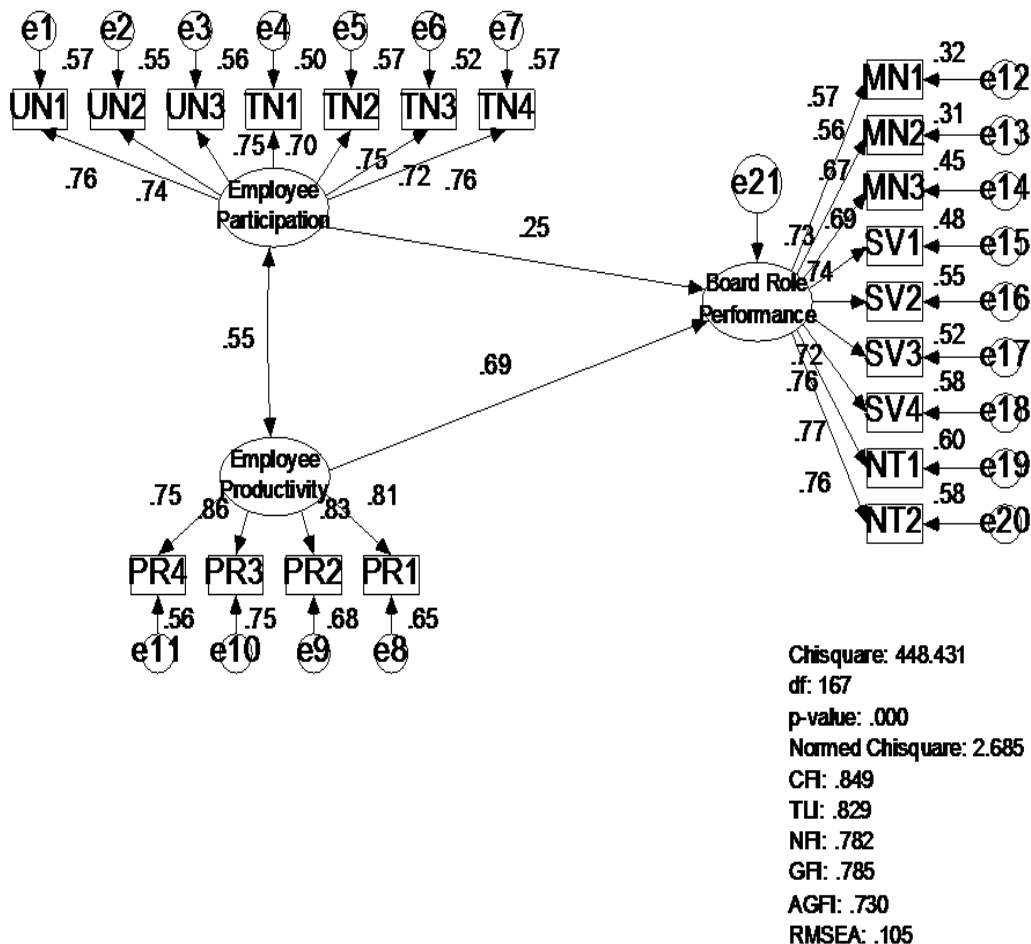 e1 e2 e3 e4 e5 e6 e7
.57 .55 .56 .50 .57 .52 .57
UN1 UN2 UN3 TN1 TN2 TN3 TN4
.76 .74 .75 .70 .75 .72 .76
Employee
Participation
.25
.55
.69
Employee
Productivity
.75 .86 .83 .81
PR4 PR3 PR2 PR1
.56 .75 .68 .65
e11 e10 e9 e8
e21
Board Role
Performance
.57
.56
.67
.69
.73
.74
.72
.76
.77
.76
.32
MN1 e12
.31
MN2 e13
.45
MN3 e14
.48
SV1 e15
.55
SV2 e16
.52
SV3 e17
.58
SV4 e18
.60
NT1 e19
.58
NT2 e20
Chisquare: 448.431
df: 167
p-value: .000
Normed Chisquare: 2.685
CFI: .849
TLI: .829
NFI: .782
GFI: .785
AGFI: .730
RMSEA: .105